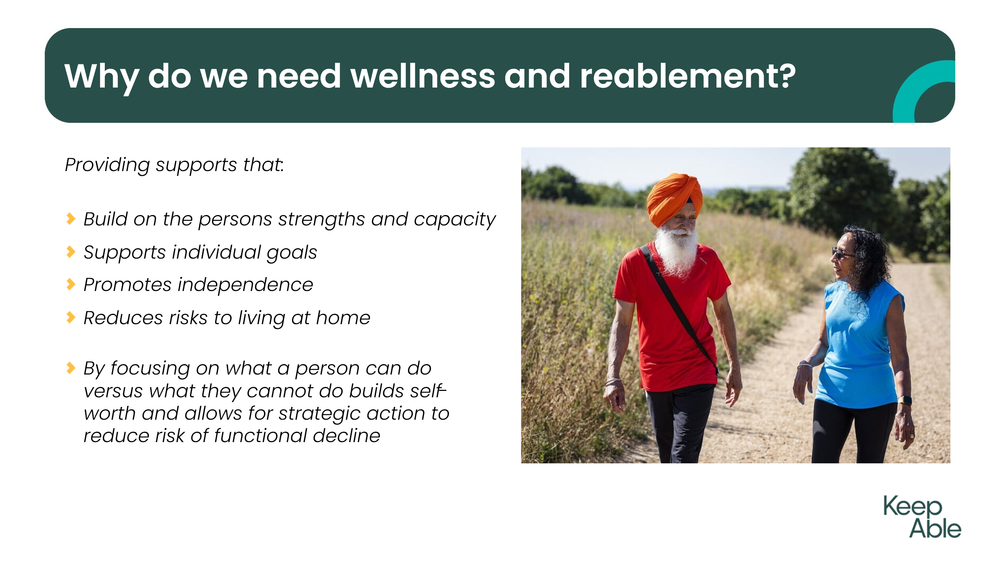 Why do we need wellness and reablement?
Providing supports that:
Build on the persons strengths and capacity
Supports individual goals
Promotes independence
Reduces risks to living at home
By focusing on what a person can do
versus what they cannot do builds self-
worth and allows for strategic action to
reduce risk of functional decline
Keep
Able